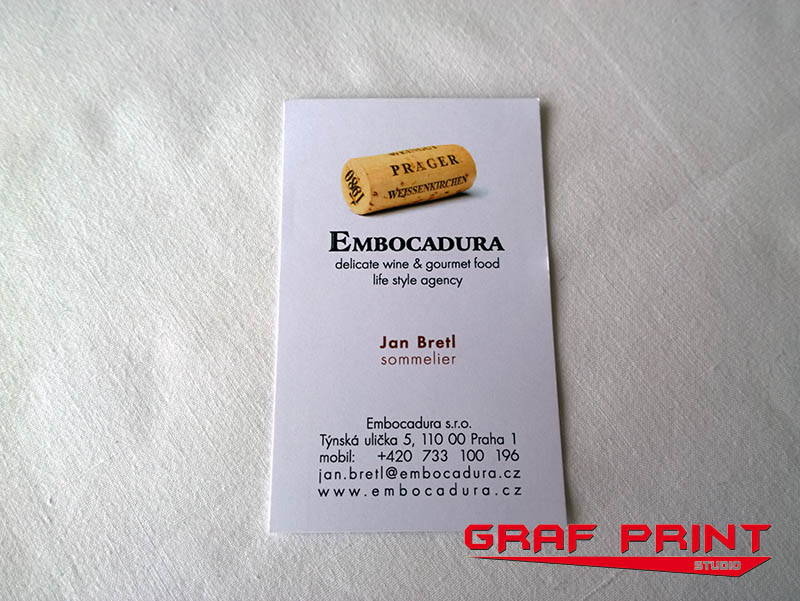 PRAGER
WEISSENKIRCHEN
1980
EMBOCADURA
delicate wine & gourmet food
life style agency
Jan Bretl
sommelier
Embocadura s.r.o.
Týnská ulička 5, 110 00 Praha 1
mobil: +420 733 100 196
jan.bretl@embocadura.cz
www.embocadura.cz
GRAF PRINT
STUDIO